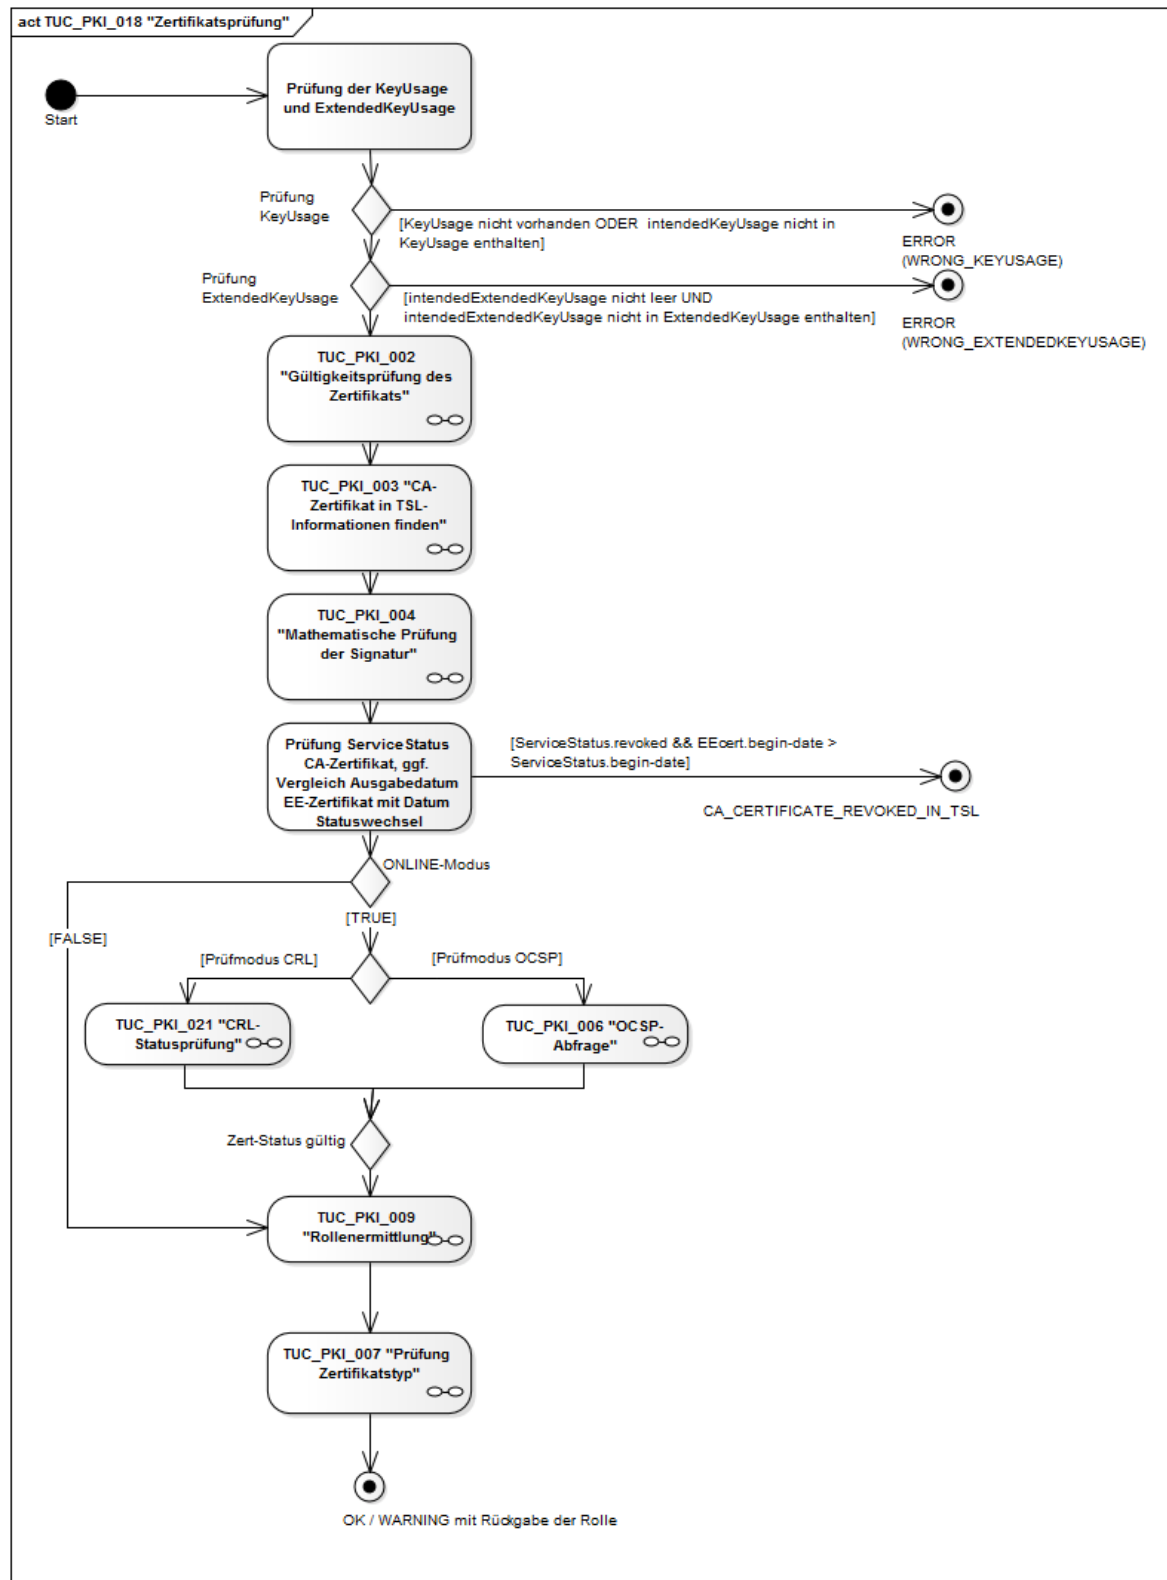 act TUC_PKI_018 "Zertifikatsprüfung"
Start
Prüfung der KeyUsage
und ExtendedKeyUsage
Prüfung
KeyUsage
[KeyUsage nicht vorhanden ODER intendedKeyUsage nicht in
KeyUsage enthalten]
ERROR
(WRONG_KEYUSAGE)
Prüfung
ExtendedKeyUsage
[intendedExtendedKeyUsage nicht leer UND
intendedExtendedKeyUsage nicht in ExtendedKeyUsage enthalten]
ERROR
(WRONG_EXTENDEDKEYUSAGE)
TUC_PKI_002
"Gültigkeitsprüfung des
Zertifikats"
TUC_PKI_003 "CA-
Zertifikat in TSL-
Informationen finden"
TUC_PKI_004
"Mathematische Prüfung
der Signatur"
Prüfung ServiceStatus
CA-Zertifikat, ggf.
Vergleich Ausgabedatum
EE-Zertifikat mit Datum
Statuswechsel
[ServiceStatus.revoked && EEcert.begin-date >
ServiceStatus.begin-date]
CA_CERTIFICATE_REVOKED_IN_TSL
ONLINE-Modus
[TRUE]
[FALSE]
[Prüfmodus CRL]
[Prüfmodus OCSP]
TUC_PKI_021 "CRL-
Statusprüfung"
TUC_PKI_006 "OCSP-
Abfrage"
Zert-Status gültig
TUC_PKI_009
"Rollenermittlung"
TUC_PKI_007 "Prüfung
Zertifikatstyp"
OK / WARNING mit Rückgabe der Rolle